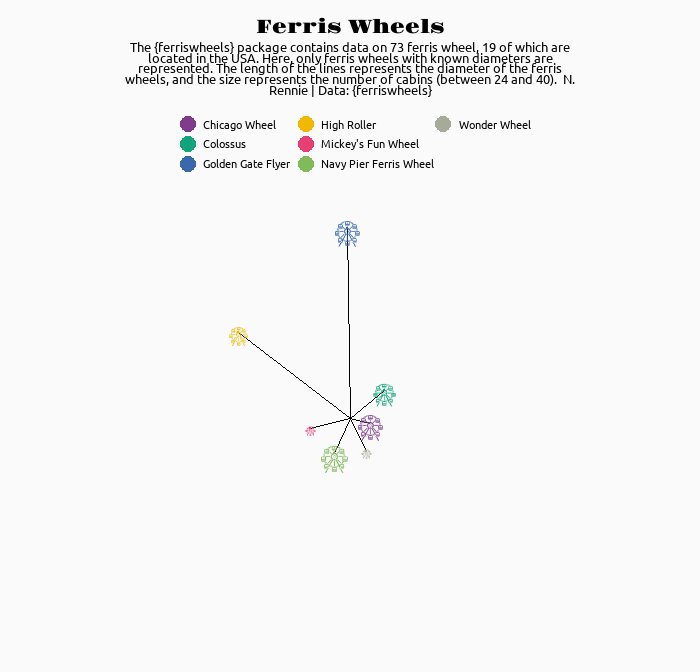 Ferris Wheels
The {ferriswheels} package contains data on 73 ferris wheel, 19 of which are
located in the USA. Here, only ferris wheels with known diameters are
represented. The length of the lines represents the diameter of the ferris
wheels, and the size represents the number of cabins (between 24 and 40). N.
Rennie | Data: {ferriswheels}
Chicago Wheel High Roller Wonder Wheel
Colossus Mickey's Fun Wheel
Golden Gate Flyer Navy Pier Ferris Wheel